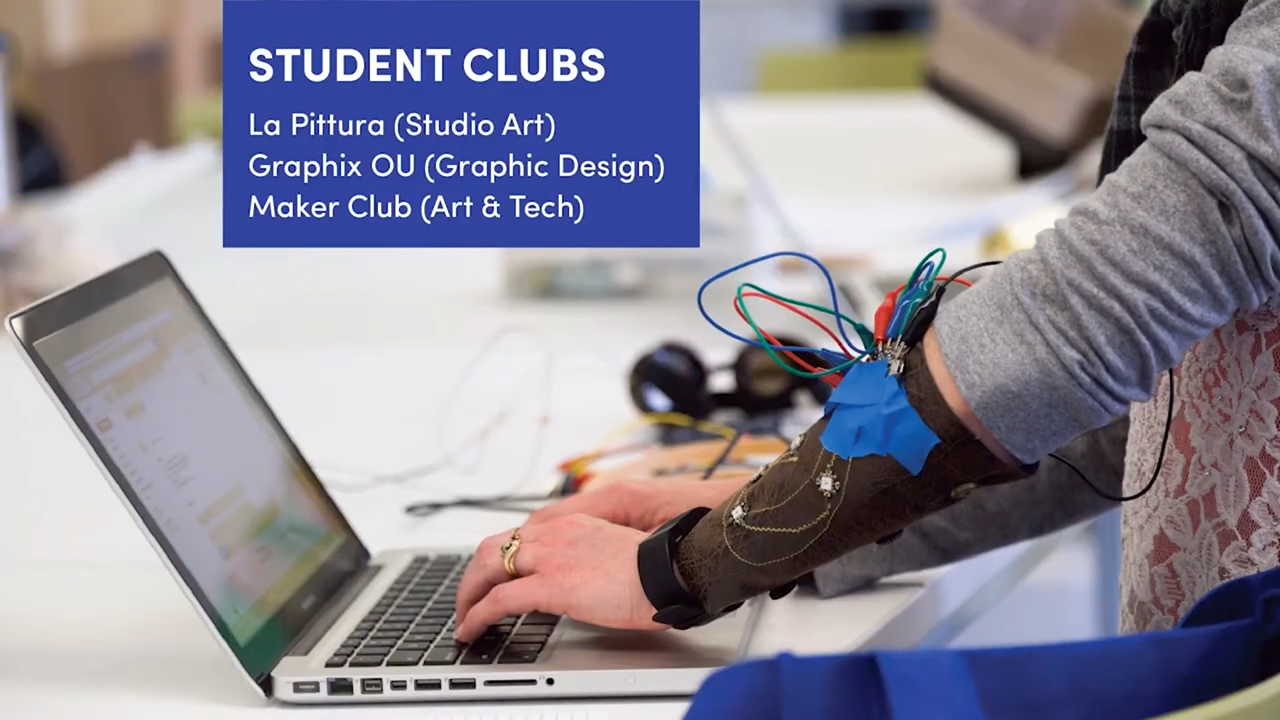 STUDENT CLUBS
La Pittura (Studio Art)
Graphix OU (Graphic Design)
Maker Club (Art & Tech)